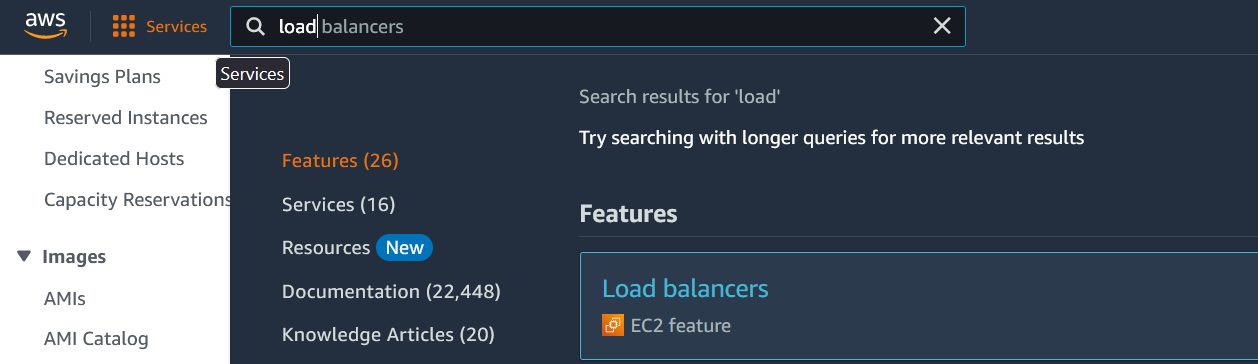 aws
Services
load balancers
Services
Savings Plans
Reserved Instances
Dedicated Hosts
Capacity Reservations
Images
AMIs
AMI Catalog
Features (26)
Services (16)
Resources New
Documentation (22,448)
Knowledge Articles (20)
Search results for 'load'
Try searching with longer queries for more relevant results
Features
Load balancers
EC2 feature